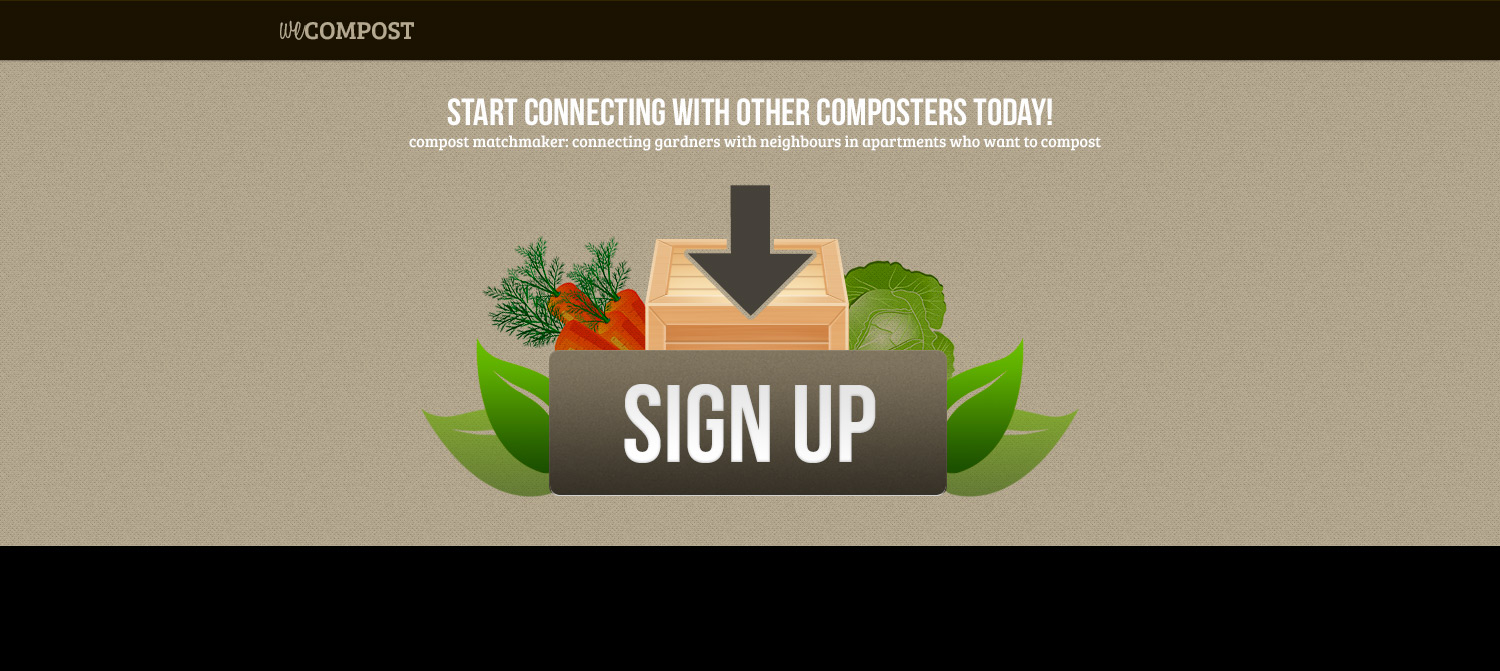 weCOMPOST
START CONNECTING WITH OTHER COMPOSTERS TODAY!
compost matchmaker: connecting gardners with neighbours in apartments who want to compost
SIGN UP